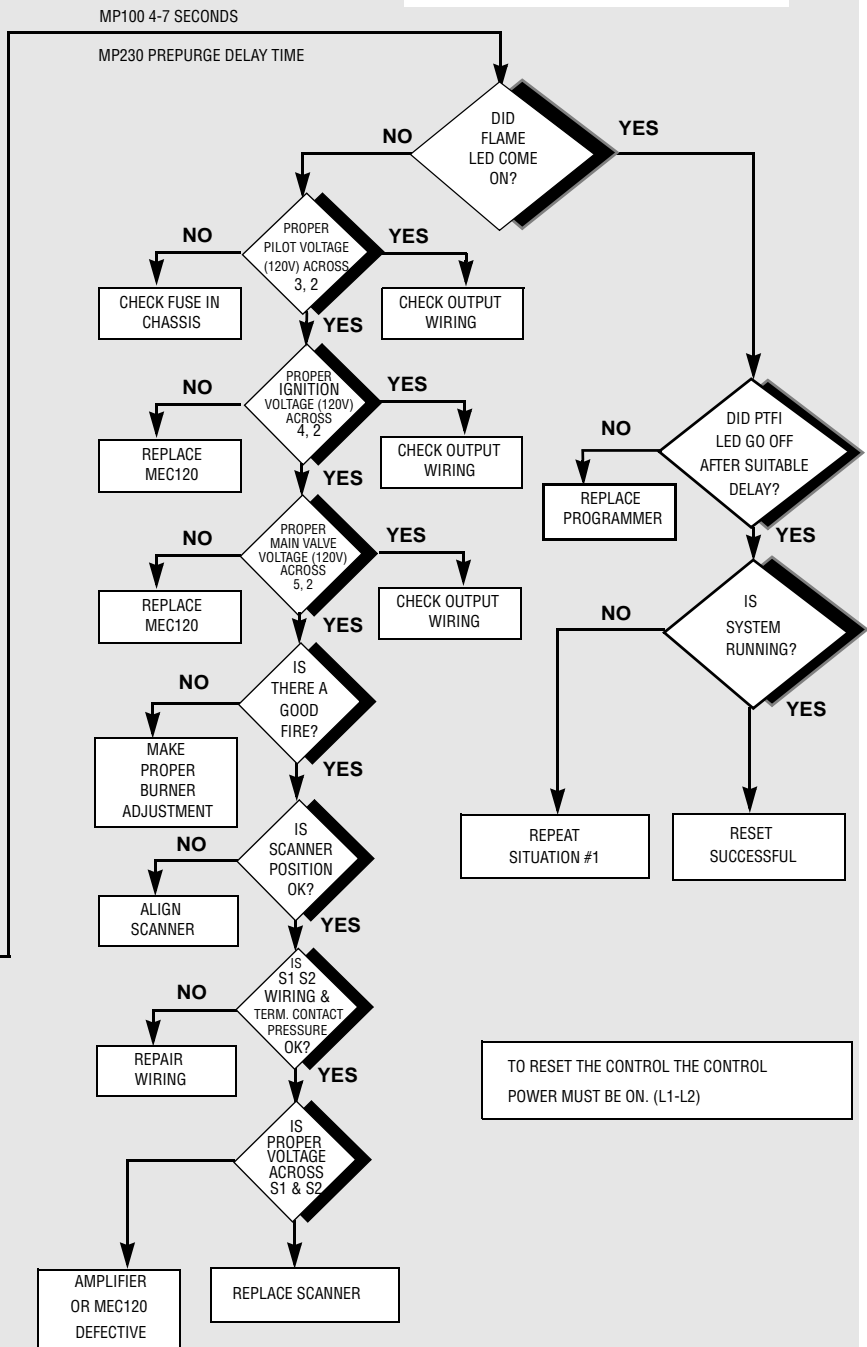 MP100 4-7 SECONDS
MP230 PREPURGE DELAY TIME
DID
FLAME
LED COME
ON?
NO
YES
PROPER
PILOT VOLTAGE
(120V) ACROSS
3, 2
NO
YES
CHECK FUSE IN
CHASSIS
CHECK OUTPUT
WIRING
YES
PROPER
IGNITION
VOLTAGE (120V)
ACROSS
4, 2
NO
YES
REPLACE
MEC120
CHECK OUTPUT
WIRING
YES
PROPER
MAIN VALVE
VOLTAGE (120V)
ACROSS
5, 2
NO
YES
REPLACE
MEC120
CHECK OUTPUT
WIRING
YES
IS
THERE A
GOOD
FIRE?
NO
MAKE
PROPER
BURNER
ADJUSTMENT
YES
IS
SCANNER
POSITION
OK?
NO
ALIGN
SCANNER
YES
IS
S1 S2
WIRING &
TERM. CONTACT
PRESSURE
OK?
NO
REPAIR
WIRING
YES
IS
PROPER
VOLTAGE
ACROSS
S1 & S2
AMPLIFIER
OR MEC120
DEFECTIVE
REPLACE SCANNER
DID PTFI
LED GO OFF
AFTER SUITABLE
DELAY?
NO
REPLACE
PROGRAMMER
YES
IS
SYSTEM
RUNNING?
NO
YES
REPEAT
SITUATION #1
RESET
SUCCESSFUL
TO RESET THE CONTROL THE CONTROL
POWER MUST BE ON. (L1-L2)